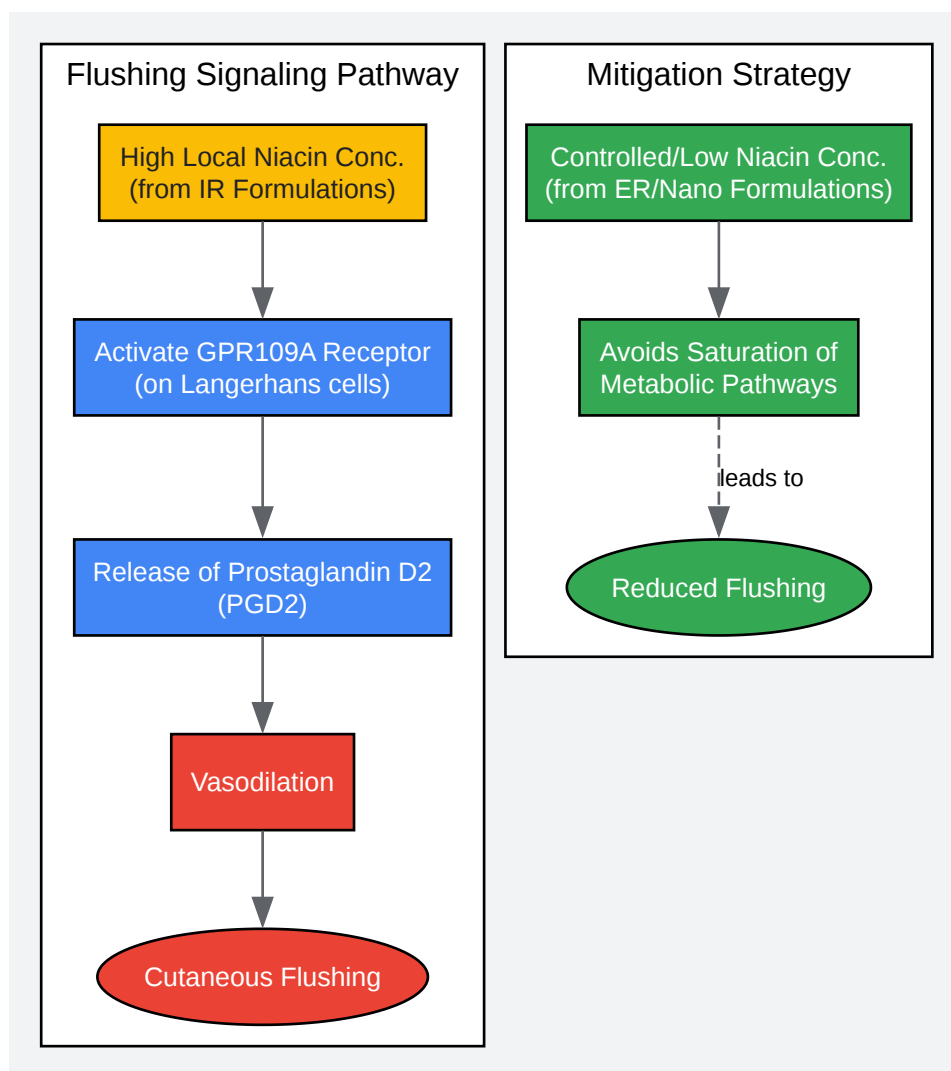 Flushing Signaling Pathway
High Local Niacin Conc.
(from IR Formulations)
Activate GPR109A Receptor
(on Langerhans cells)
Release of Prostaglandin D2
(PGD2)
Vasodilation
Cutaneous Flushing
Mitigation Strategy
Controlled/Low Niacin Conc.
(from ER/Nano Formulations)
Avoids Saturation of
Metabolic Pathways
leads to
Reduced Flushing